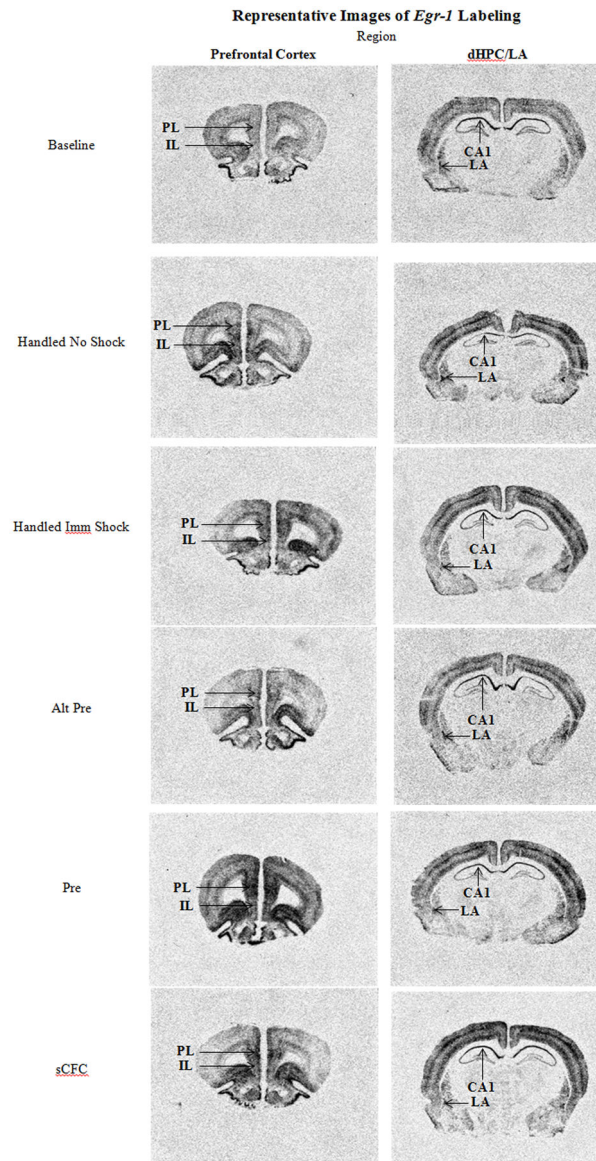 Representative Images of Egr-1 Labeling
Region
Prefrontal Cortex
dHPC/LA
Baseline
PL
IL
CA1
LA
Handled No Shock
PL
IL
CA1
LA
Handled Imm Shock
PL
IL
CA1
LA
Alt Pre
PL
IL
CA1
LA
Pre
PL
IL
CA1
LA
sCFC
PL
IL
CA1
LA